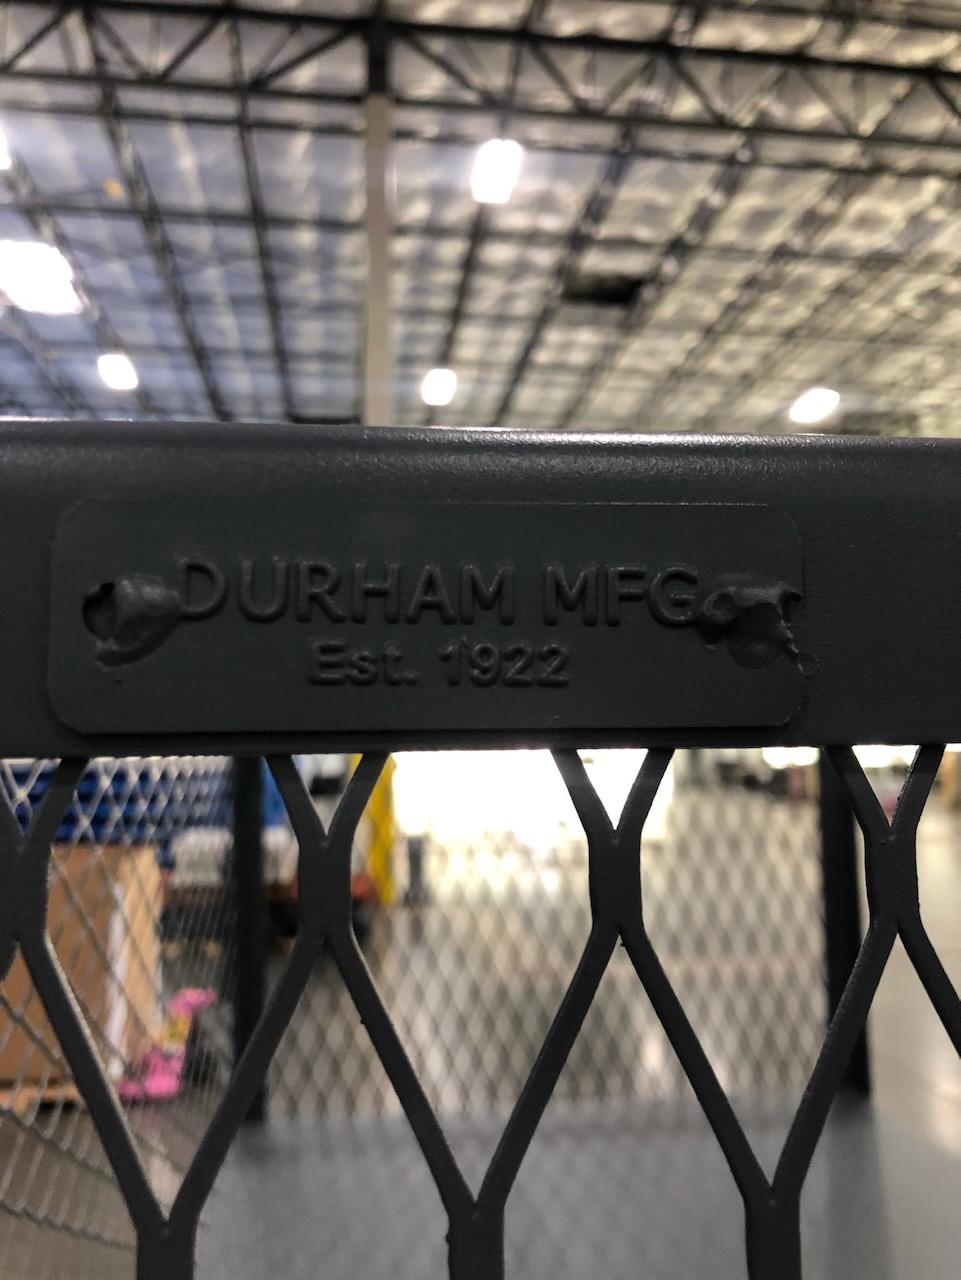 DURHAM MFG
Est. 1922